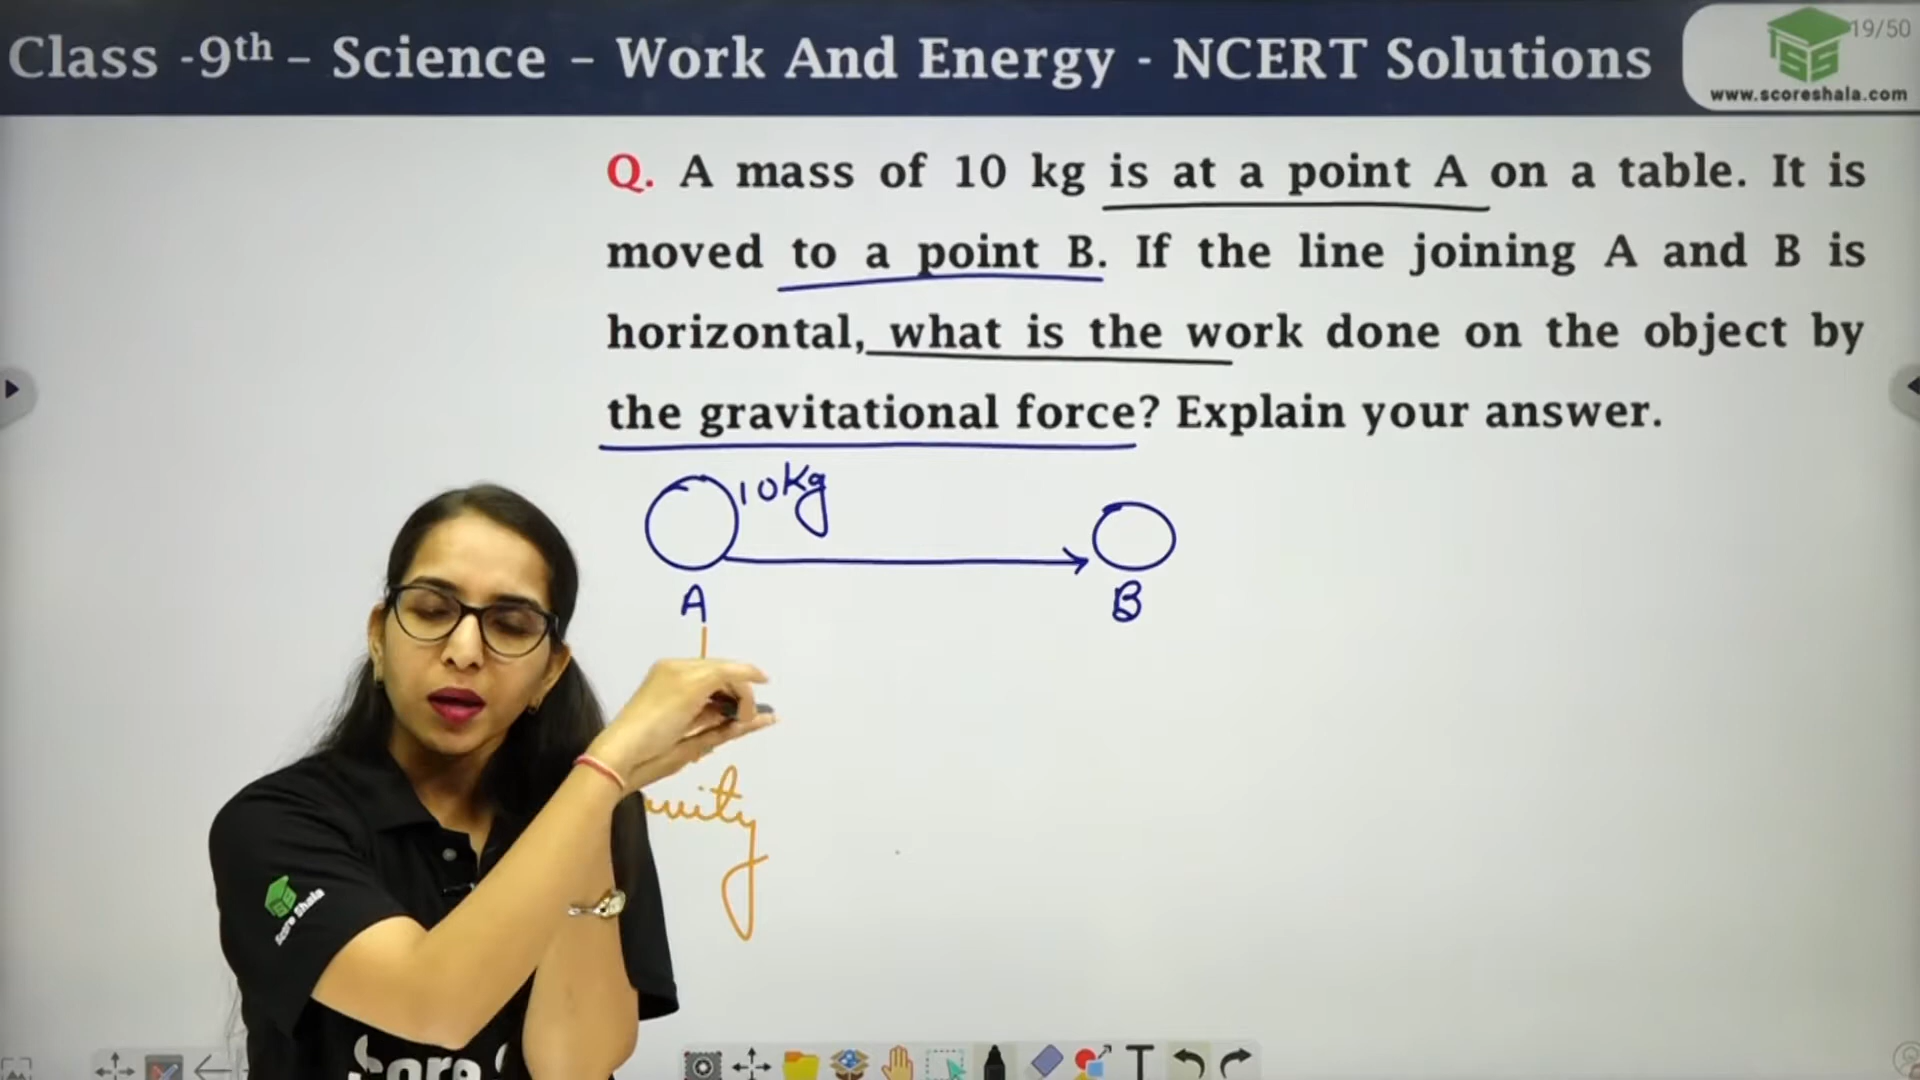 Class -9th – Science – Work And Energy - NCERT Solutions
19/50
www.scoreshala.com
Q. A mass of 10 kg is at a point A on a table. It is
moved to a point B. If the line joining A and B is
horizontal, what is the work done on the object by
the gravitational force? Explain your answer.
10kg
A
B
Score Shala